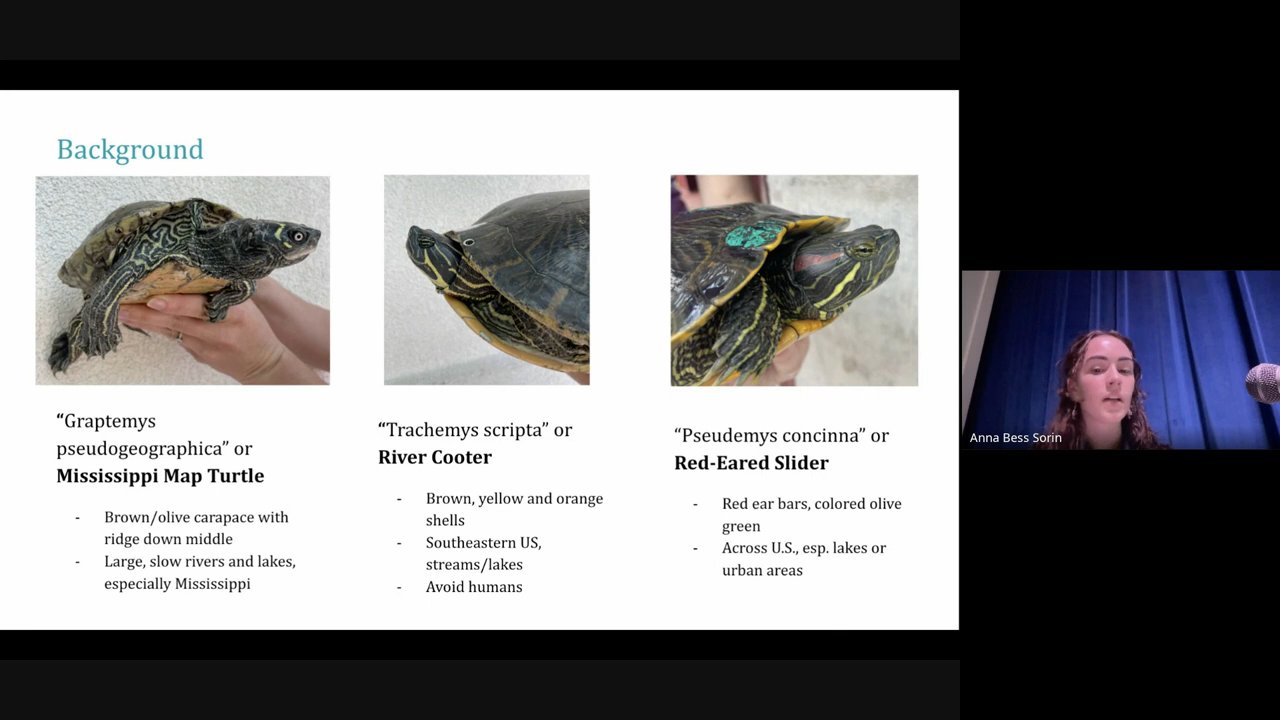 Background
“Graptemys
pseudogeographica” or
Mississippi Map Turtle
- Brown/olive carapace with
ridge down middle
- Large, slow rivers and lakes,
especially Mississippi
“Trachemys scripta” or
River Cooter
- Brown, yellow and orange
shells
- Southeastern US,
streams/lakes
- Avoid humans
“Pseudemys concinna” or
Red-Eared Slider
- Red ear bars, colored olive
green
- Across U.S., esp. lakes or
urban areas
Anna Bess Sorin